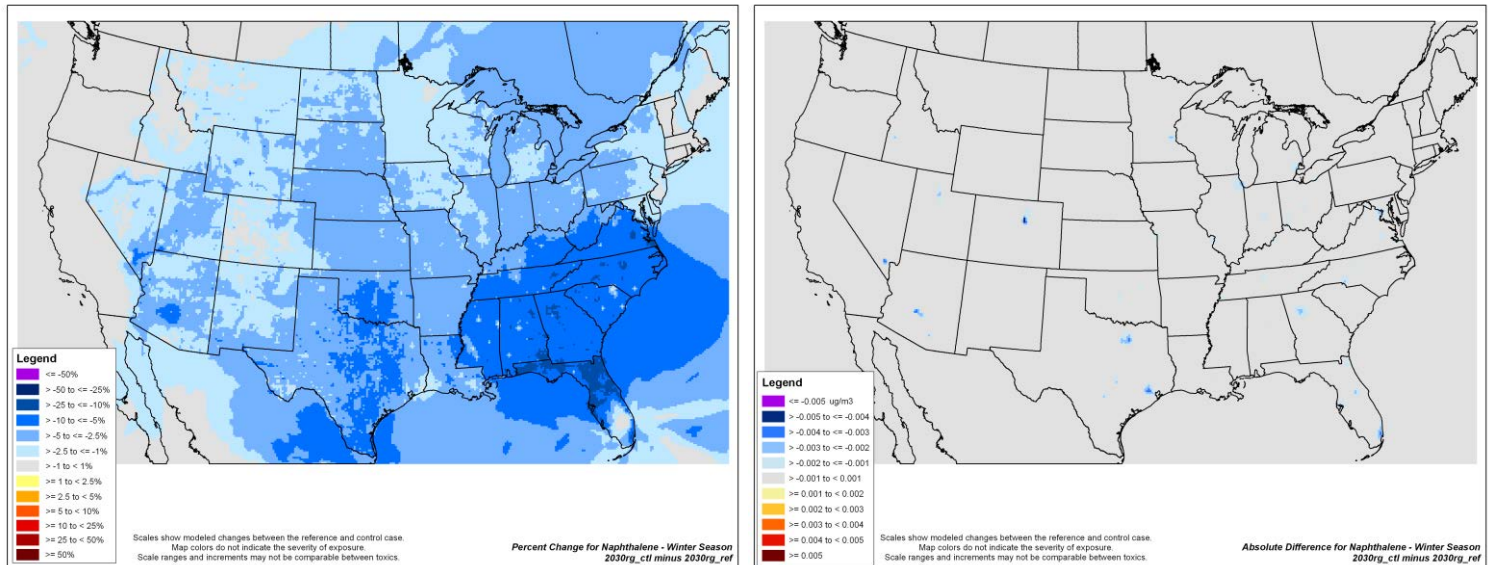 Legend
<= -50%
> -50 to <= -25%
> -25 to <= -10%
> -10 to <= -5%
> -5 to <= -2.5%
> -2.5 to <= -1%
> -1 to < 1%
>= 1 to < 2.5%
>= 2.5 to < 5%
>= 5 to < 10%
>= 10 to < 25%
>= 25 to < 50%
>= 50%
Scales show modeled changes between the reference and control case.
Map colors do not indicate the severity of exposure.
Scale ranges and increments may not be comparable between toxics.
Percent Change for Naphthalene - Winter Season
2030rg_ctl minus 2030rg_ref
Legend
<= -0.005 ug/m3
> -0.005 to <= -0.004
> -0.004 to <= -0.003
> -0.003 to <= -0.002
> -0.002 to <= -0.001
> -0.001 to < 0.001
>= 0.001 to < 0.002
>= 0.002 to < 0.003
>= 0.003 to < 0.004
>= 0.004 to < 0.005
>= 0.005
Scales show modeled changes between the reference and control case.
Map colors do not indicate the severity of exposure.
Scale ranges and increments may not be comparable between toxics.
Absolute Difference for Naphthalene - Winter Season
2030rg_ctl minus 2030rg_ref